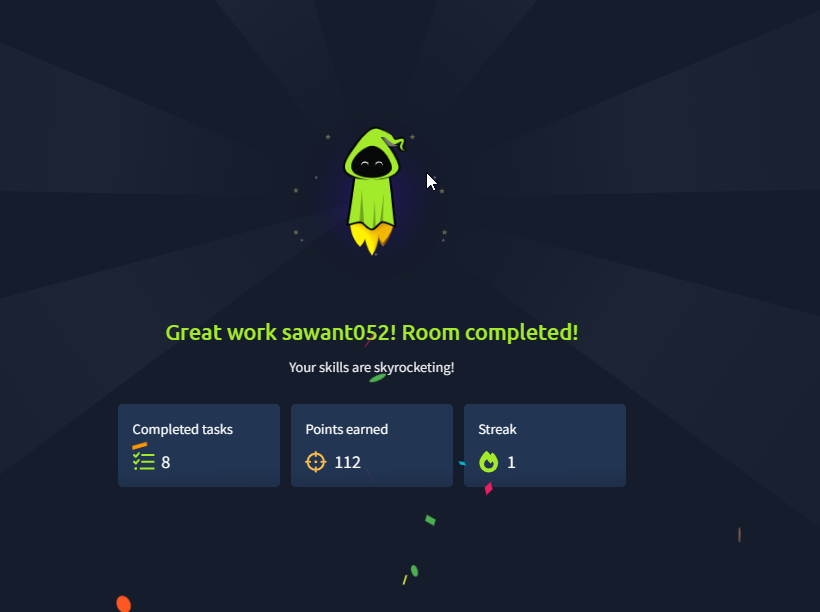 Great work sawant052! Room completed!
Your skills are skyrocketing!
Completed tasks
8
Points earned
112
Streak
1